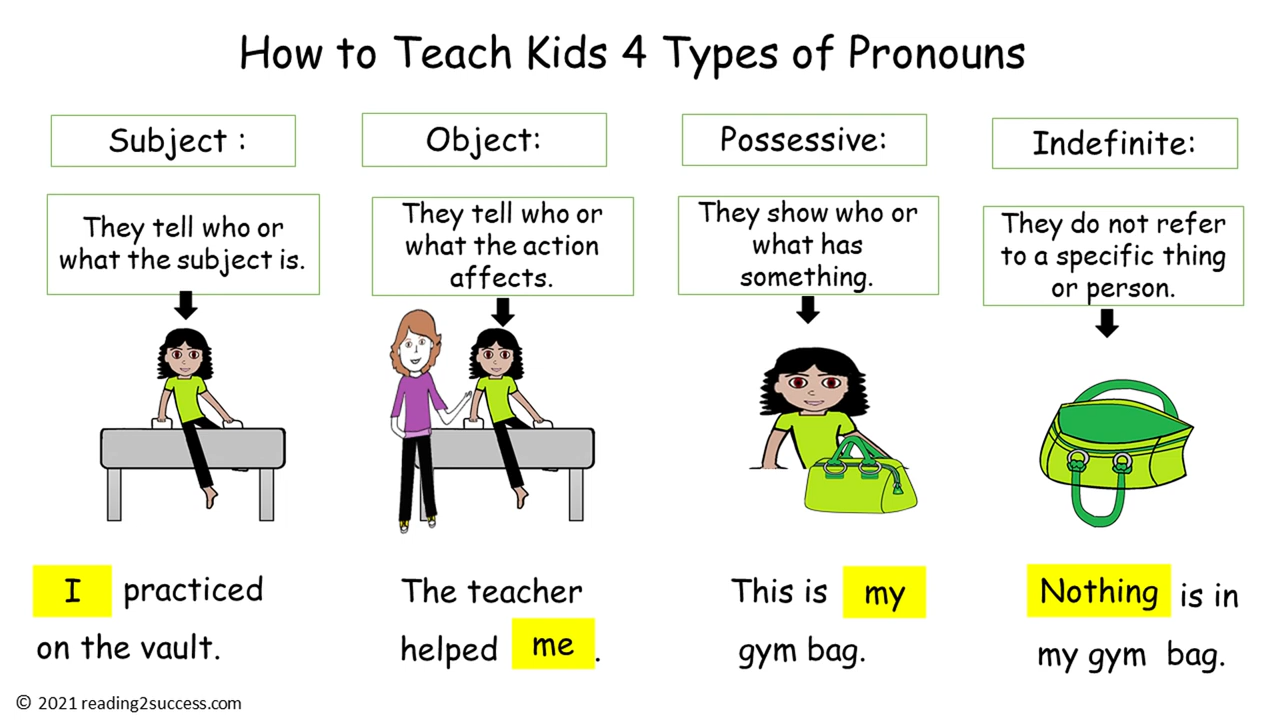 How to Teach Kids 4 Types of Pronouns
Subject :
They tell who or
what the subject is.
I practiced
on the vault.
Object:
They tell who or
what the action
affects.
The teacher
helped me .
Possessive:
They show who or
what has
something.
This is my
gym bag.
Indefinite:
They do not refer
to a specific thing
or person.
Nothing is in
my gym bag.
© 2021 reading2success.com